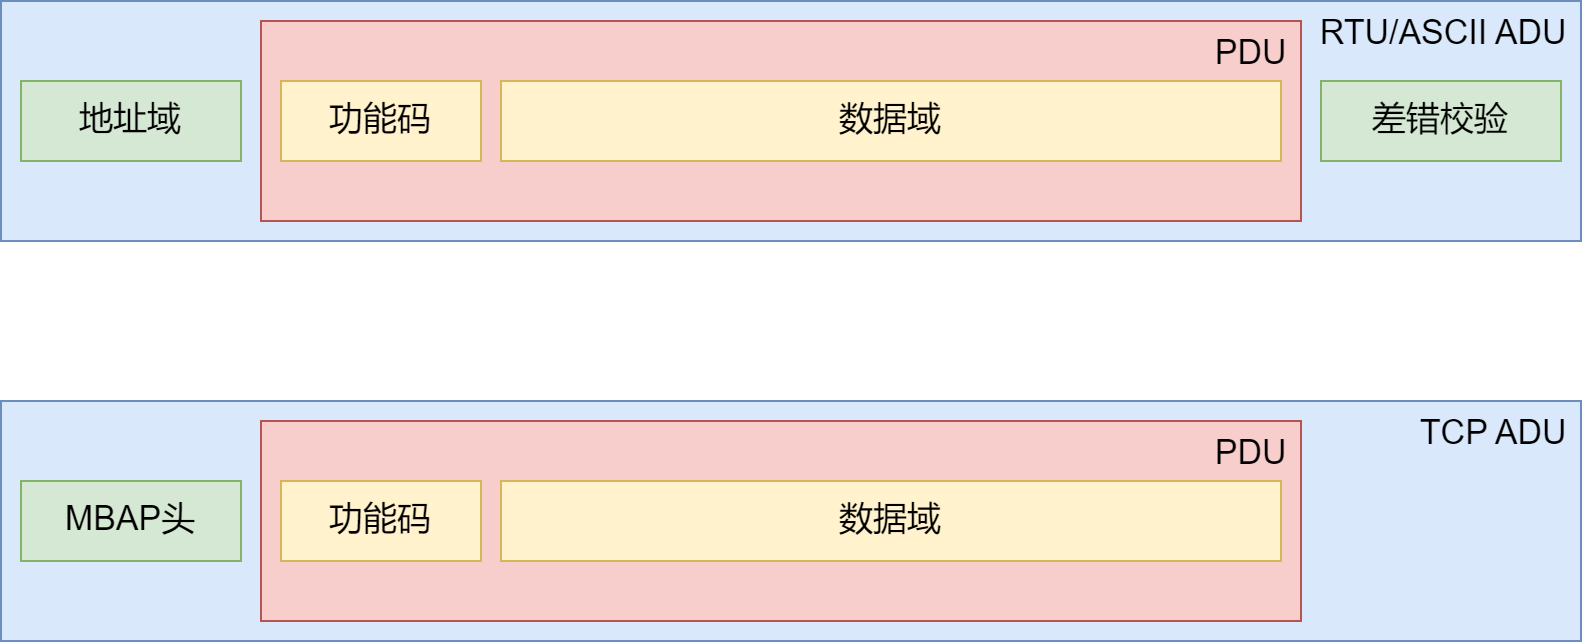 RTU/ASCII ADU
PDU
地址域
功能码
数据域
差错校验
TCP ADU
PDU
MBAP头
功能码
数据域